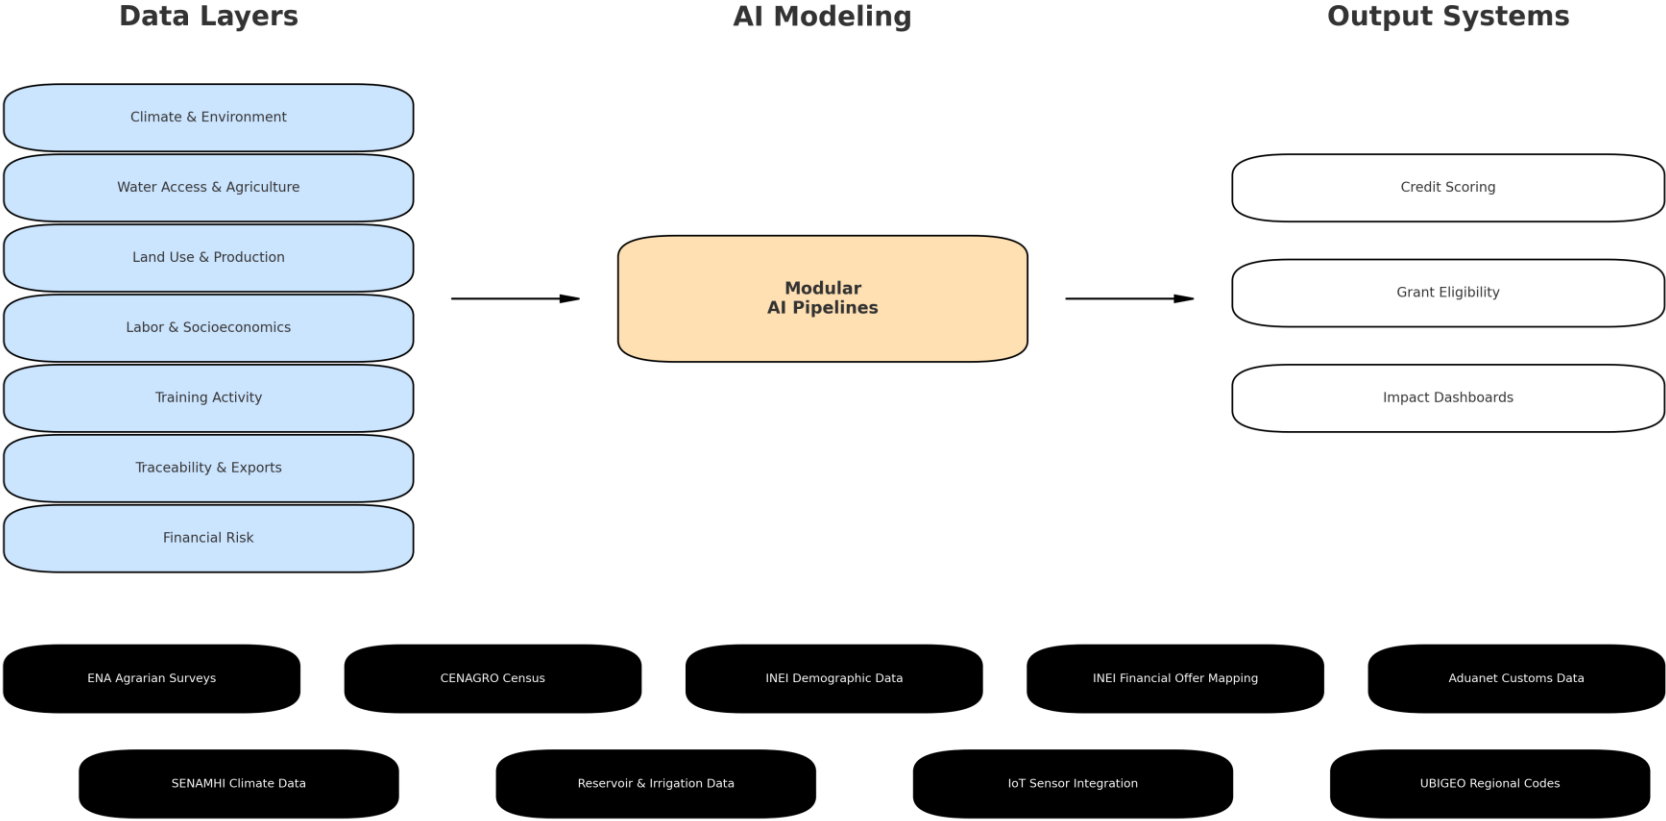 Data Layers
AI Modeling
Output Systems
Climate & Environment
Water Access & Agriculture
Land Use & Production
Labor & Socioeconomics
Training Activity
Traceability & Exports
Financial Risk
Modular
AI Pipelines
Credit Scoring
Grant Eligibility
Impact Dashboards
ENA Agrarian Surveys
CENAGRO Census
INEI Demographic Data
INEI Financial Offer Mapping
Aduanet Customs Data
SENAMHI Climate Data
Reservoir & Irrigation Data
IoT Sensor Integration
UBIGEO Regional Codes